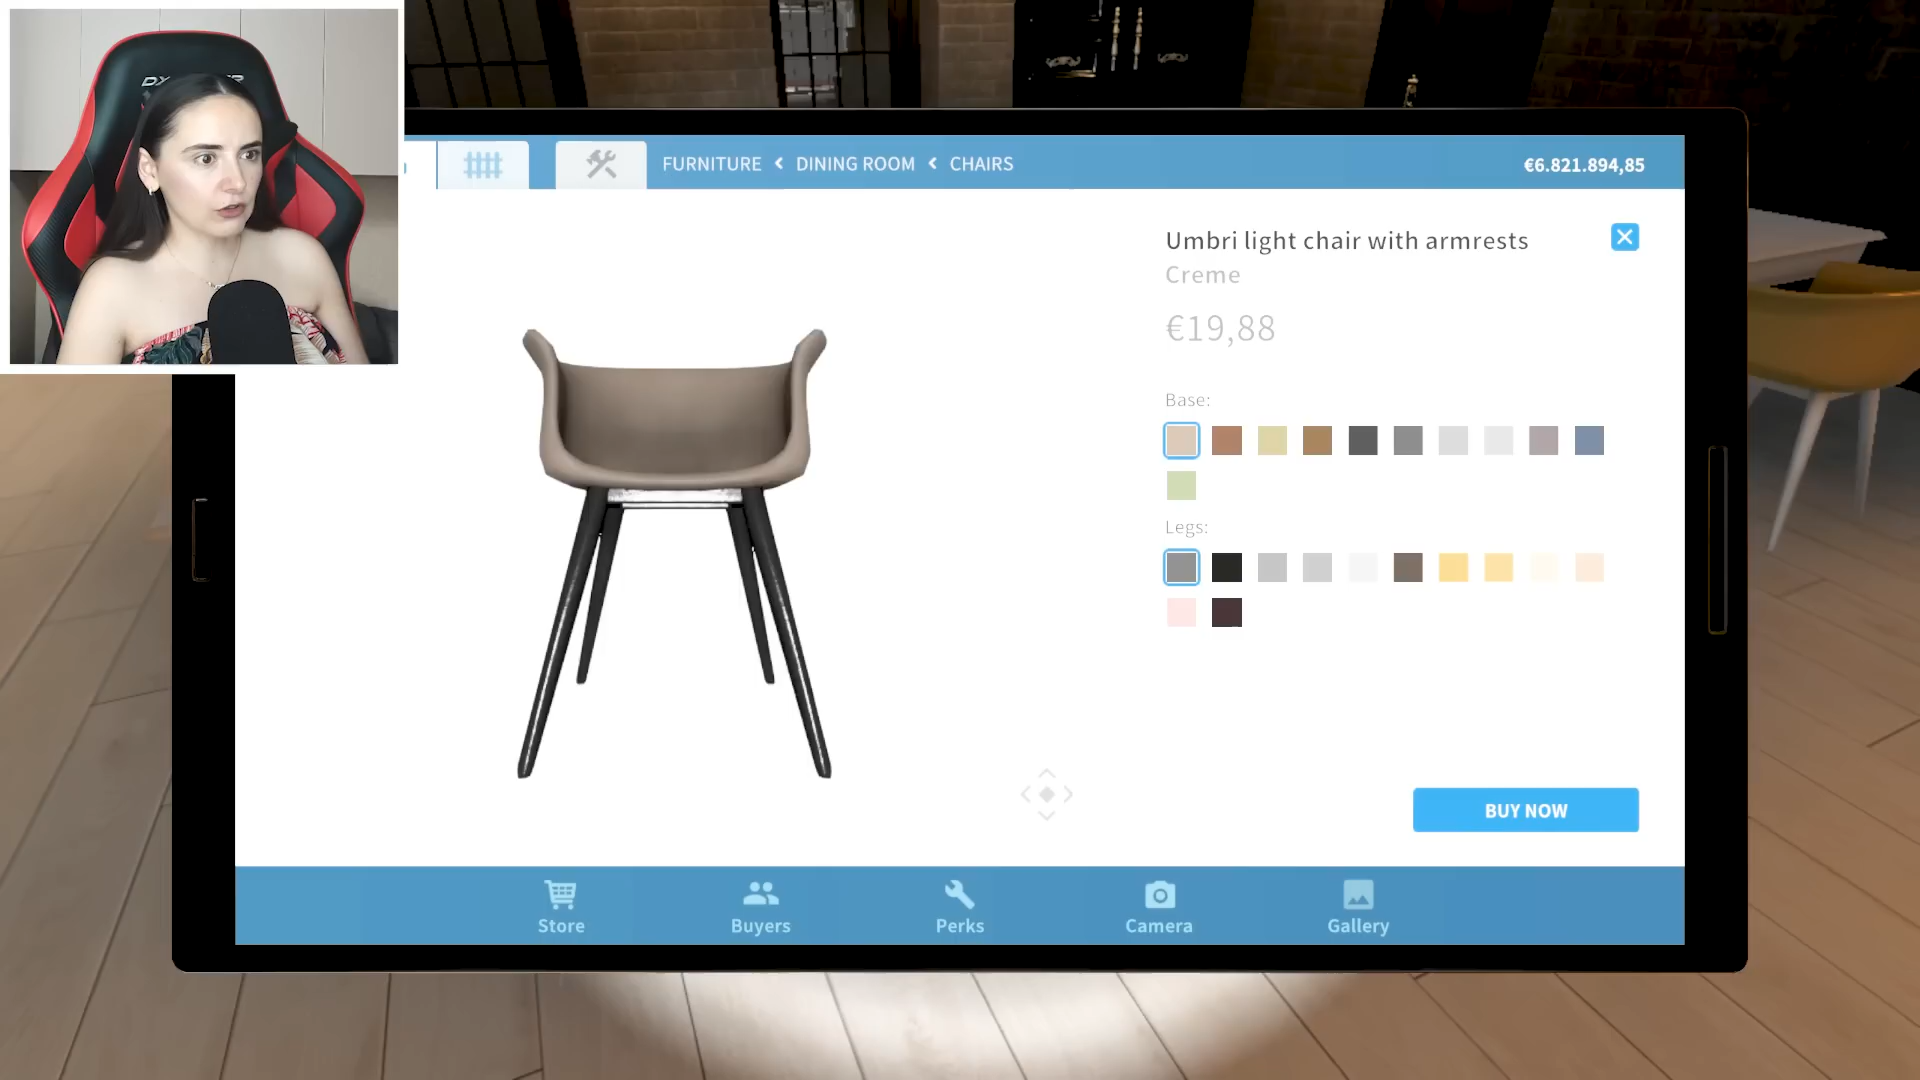 FURNITURE < DINING ROOM < CHAIRS
€6.821.894,85
Umbri light chair with armrests
Creme
€19,88
Base:
Legs:
BUY NOW
Store
Buyers
Perks
Camera
Gallery